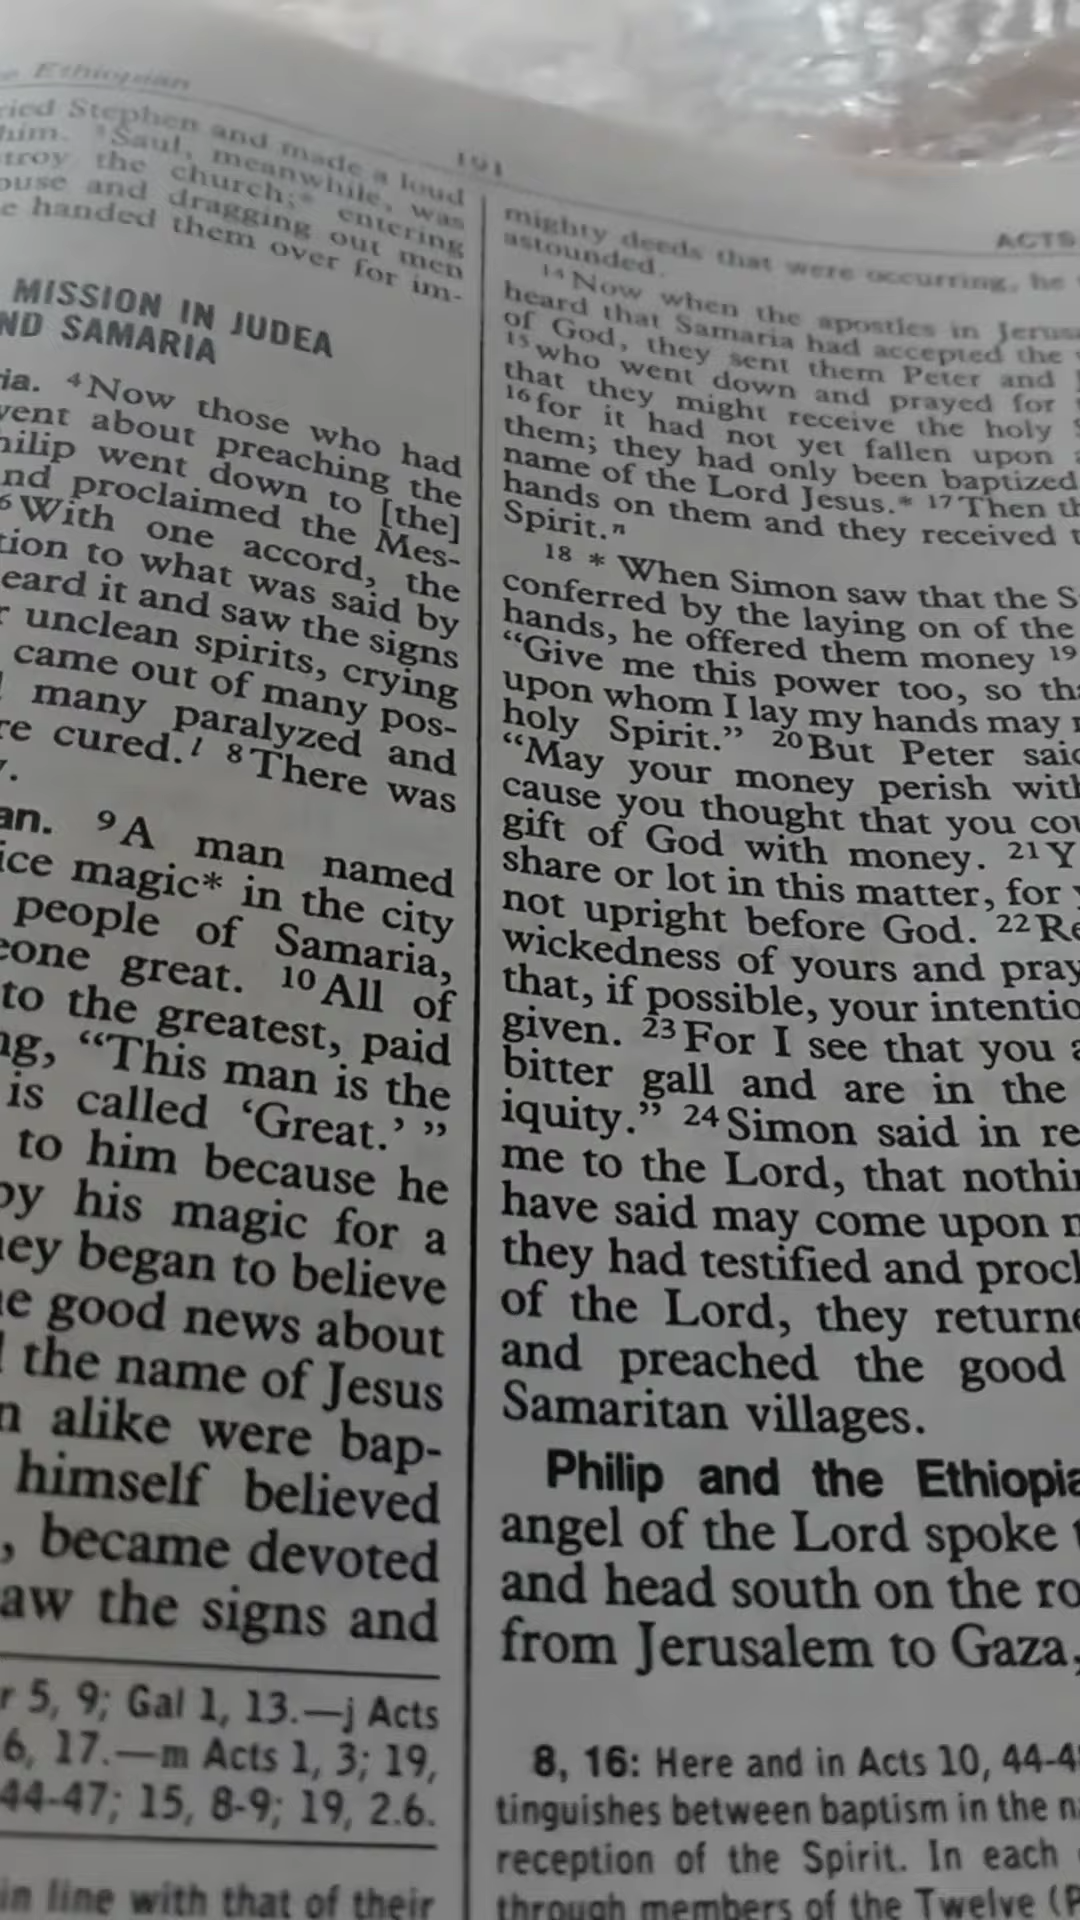 Ethiopian
191
ACTS
ried Stephen and made a loud
him. ³Saul, meanwhile, was
troy the church;* entering
ouse and dragging out men
e handed them over for im-
MISSION IN JUDEA
ND SAMARIA
ria. ⁴Now those who had
went about preaching the
hilip went down to [the]
nd proclaimed the Mes-
⁶With one accord, the
tion to what was said by
eard it and saw the signs
r unclean spirits, crying
came out of many pos-
many paralyzed and
re cured.ˡ ⁸There was
y.
an. ⁹A man named
ice magic* in the city
people of Samaria,
eone great. ¹⁰All of
to the greatest, paid
ng, “This man is the
is called ‘Great.’ ”
to him because he
by his magic for a
hey began to believe
he good news about
the name of Jesus
n alike were bap-
himself believed
, became devoted
aw the signs and
r 5, 9; Gal 1, 13.—j Acts
6, 17.—m Acts 1, 3; 19,
44-47; 15, 8-9; 19, 2.6.
in line with that of their
mighty deeds that were occurring, he
astounded.
¹⁴Now when the apostles in Jerusa
heard that Samaria had accepted the
of God, they sent them Peter and
¹⁵who went down and prayed for
that they might receive the holy S
¹⁶for it had not yet fallen upon
them; they had only been baptized
name of the Lord Jesus.* ¹⁷Then th
hands on them and they received t
Spirit.ⁿ
¹⁸ * When Simon saw that the S
conferred by the laying on of the
hands, he offered them money ¹⁹
“Give me this power too, so tha
upon whom I lay my hands may r
holy Spirit.” ²⁰But Peter said
“May your money perish with
cause you thought that you cou
gift of God with money. ²¹Y
share or lot in this matter, for y
not upright before God. ²²Re
wickedness of yours and pray
that, if possible, your intentio
given. ²³For I see that you a
bitter gall and are in the
iquity.” ²⁴Simon said in re
me to the Lord, that nothin
have said may come upon m
they had testified and procl
of the Lord, they returne
and preached the good
Samaritan villages.
Philip and the Ethiopia
angel of the Lord spoke t
and head south on the ro
from Jerusalem to Gaza,
8, 16: Here and in Acts 10, 44-4
tinguishes between baptism in the na
reception of the Spirit. In each
through members of the Twelve (P